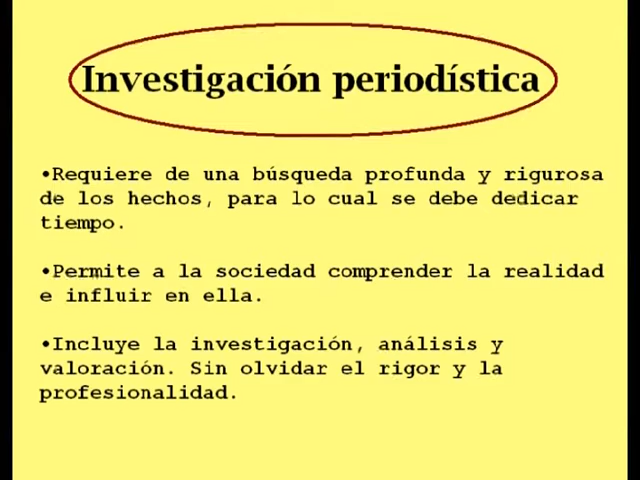 Investigación periodística
•Requiere de una búsqueda profunda y rigurosa
de los hechos, para lo cual se debe dedicar
tiempo.
•Permite a la sociedad comprender la realidad
e influir en ella.
•Incluye la investigación, análisis y
valoración. Sin olvidar el rigor y la
profesionalidad.